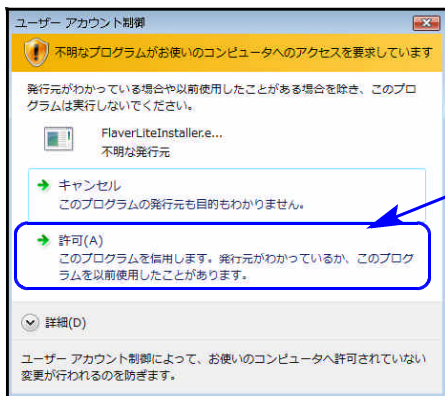 ユーザー アカウント制御
不明なプログラムがお使いのコンピュータへのアクセスを要求しています
発行元がわかっている場合や以前使用したことがある場合を除き、このプロ
グラムは実行しないでください。
FlaverLiteInstaller.e...
不明な発行元
キャンセル
このプログラムの発行元も目的もわかりません。
許可(A)
このプログラムを信用します。発行元がわかっているか、このプログ
ラムを以前使用したことがあります。
詳細(D)
ユーザー アカウント制御によって、お使いのコンピュータへ許可されていない
変更が行われるのを防ぎます。